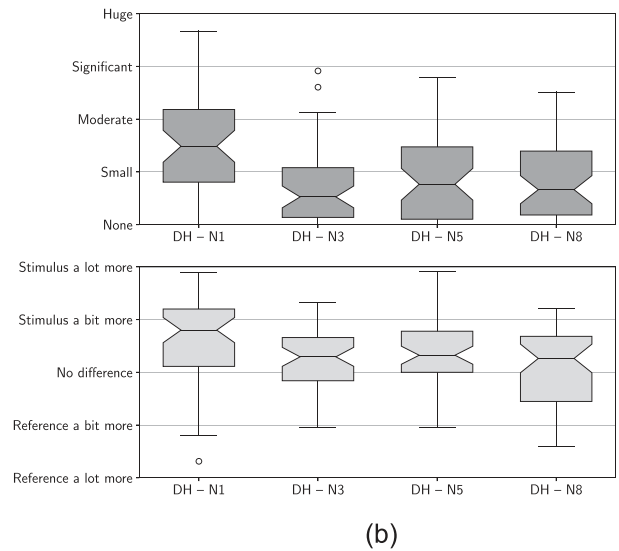 Huge
Significant
Moderate
Small
None
DH – N1 DH – N3 DH – N5 DH – N8
Stimulus a lot more
Stimulus a bit more
No difference
Reference a bit more
Reference a lot more
DH – N1 DH – N3 DH – N5 DH – N8
(b)